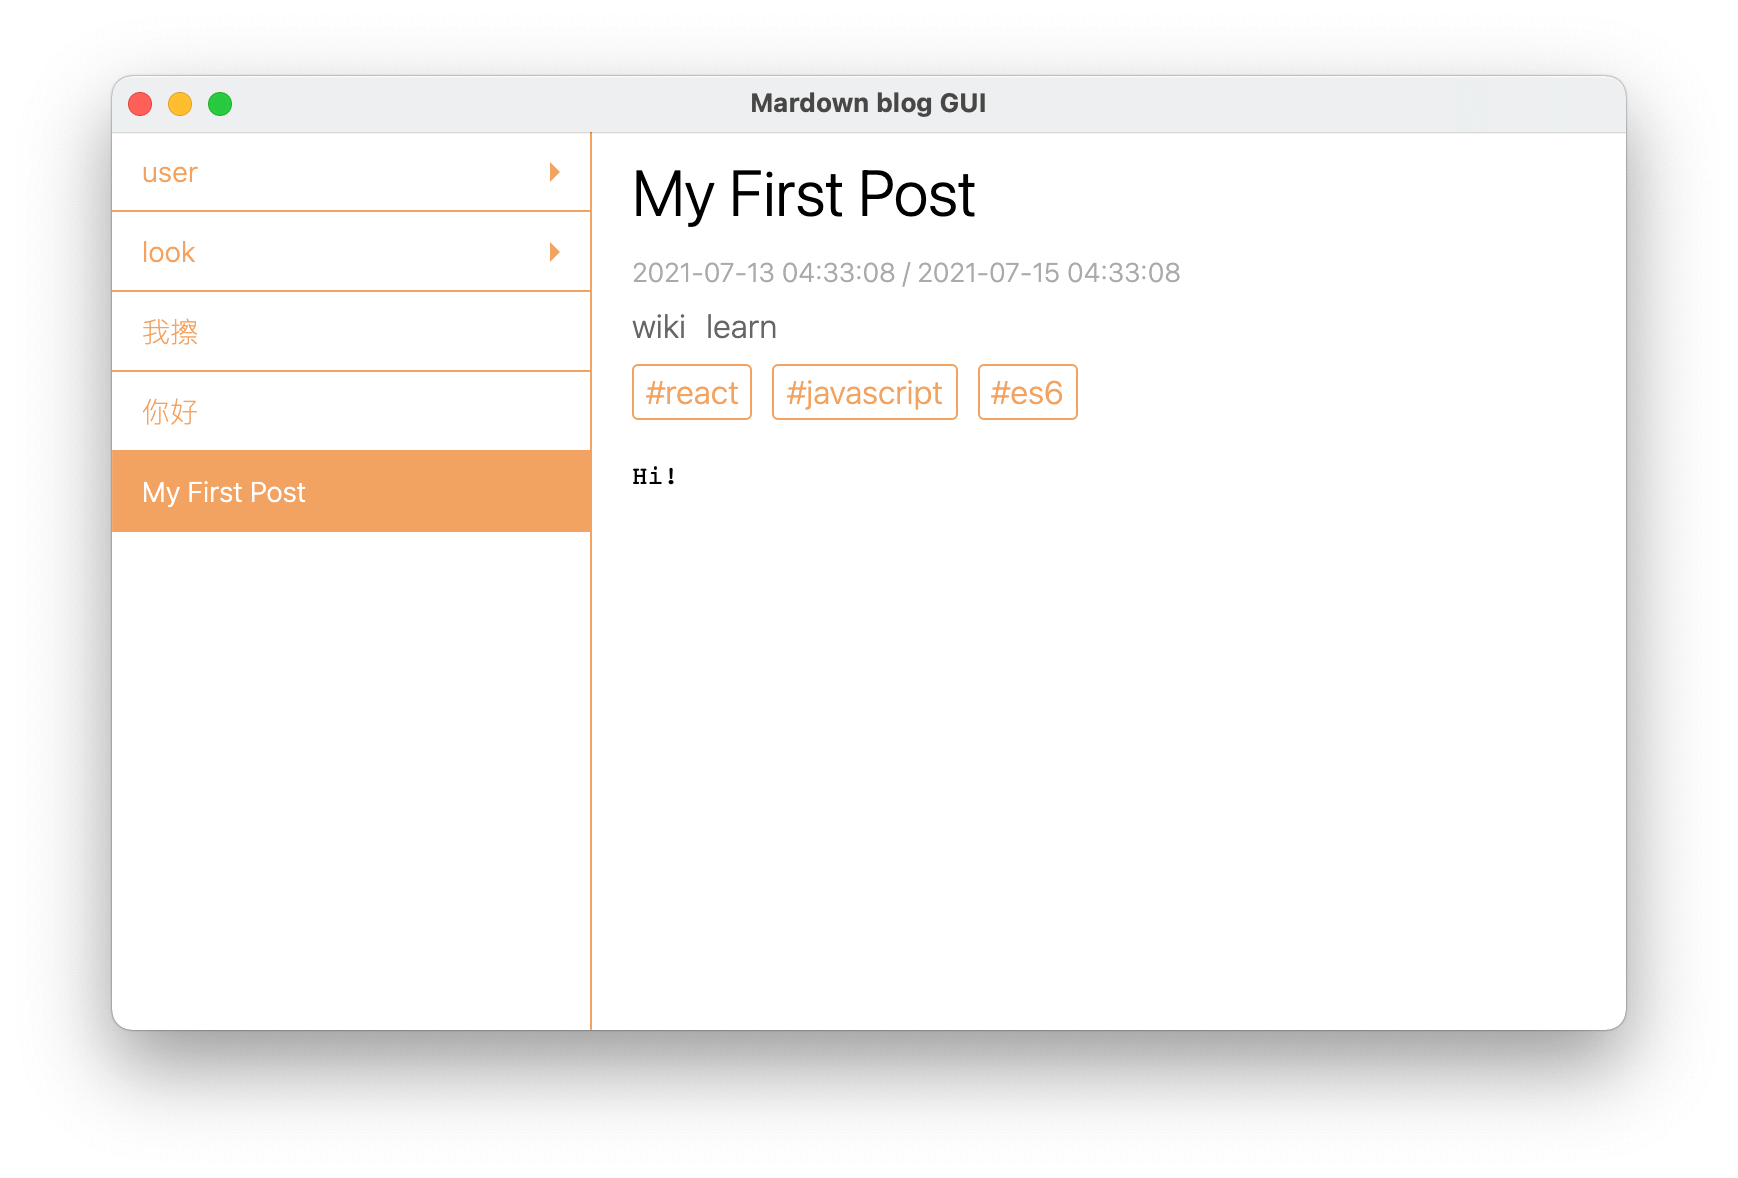 Mardown blog GUI
user
look
我擦
你好
My First Post
My First Post
2021-07-13 04:33:08 / 2021-07-15 04:33:08
wiki learn
#react #javascript #es6
Hi!